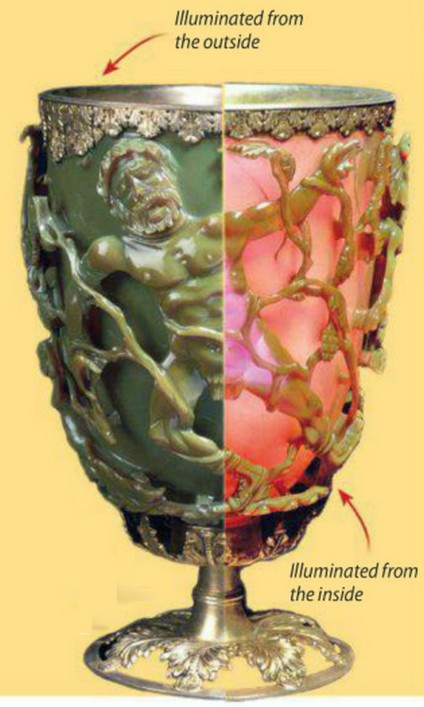 Illuminated from
the outside
Illuminated from
the inside